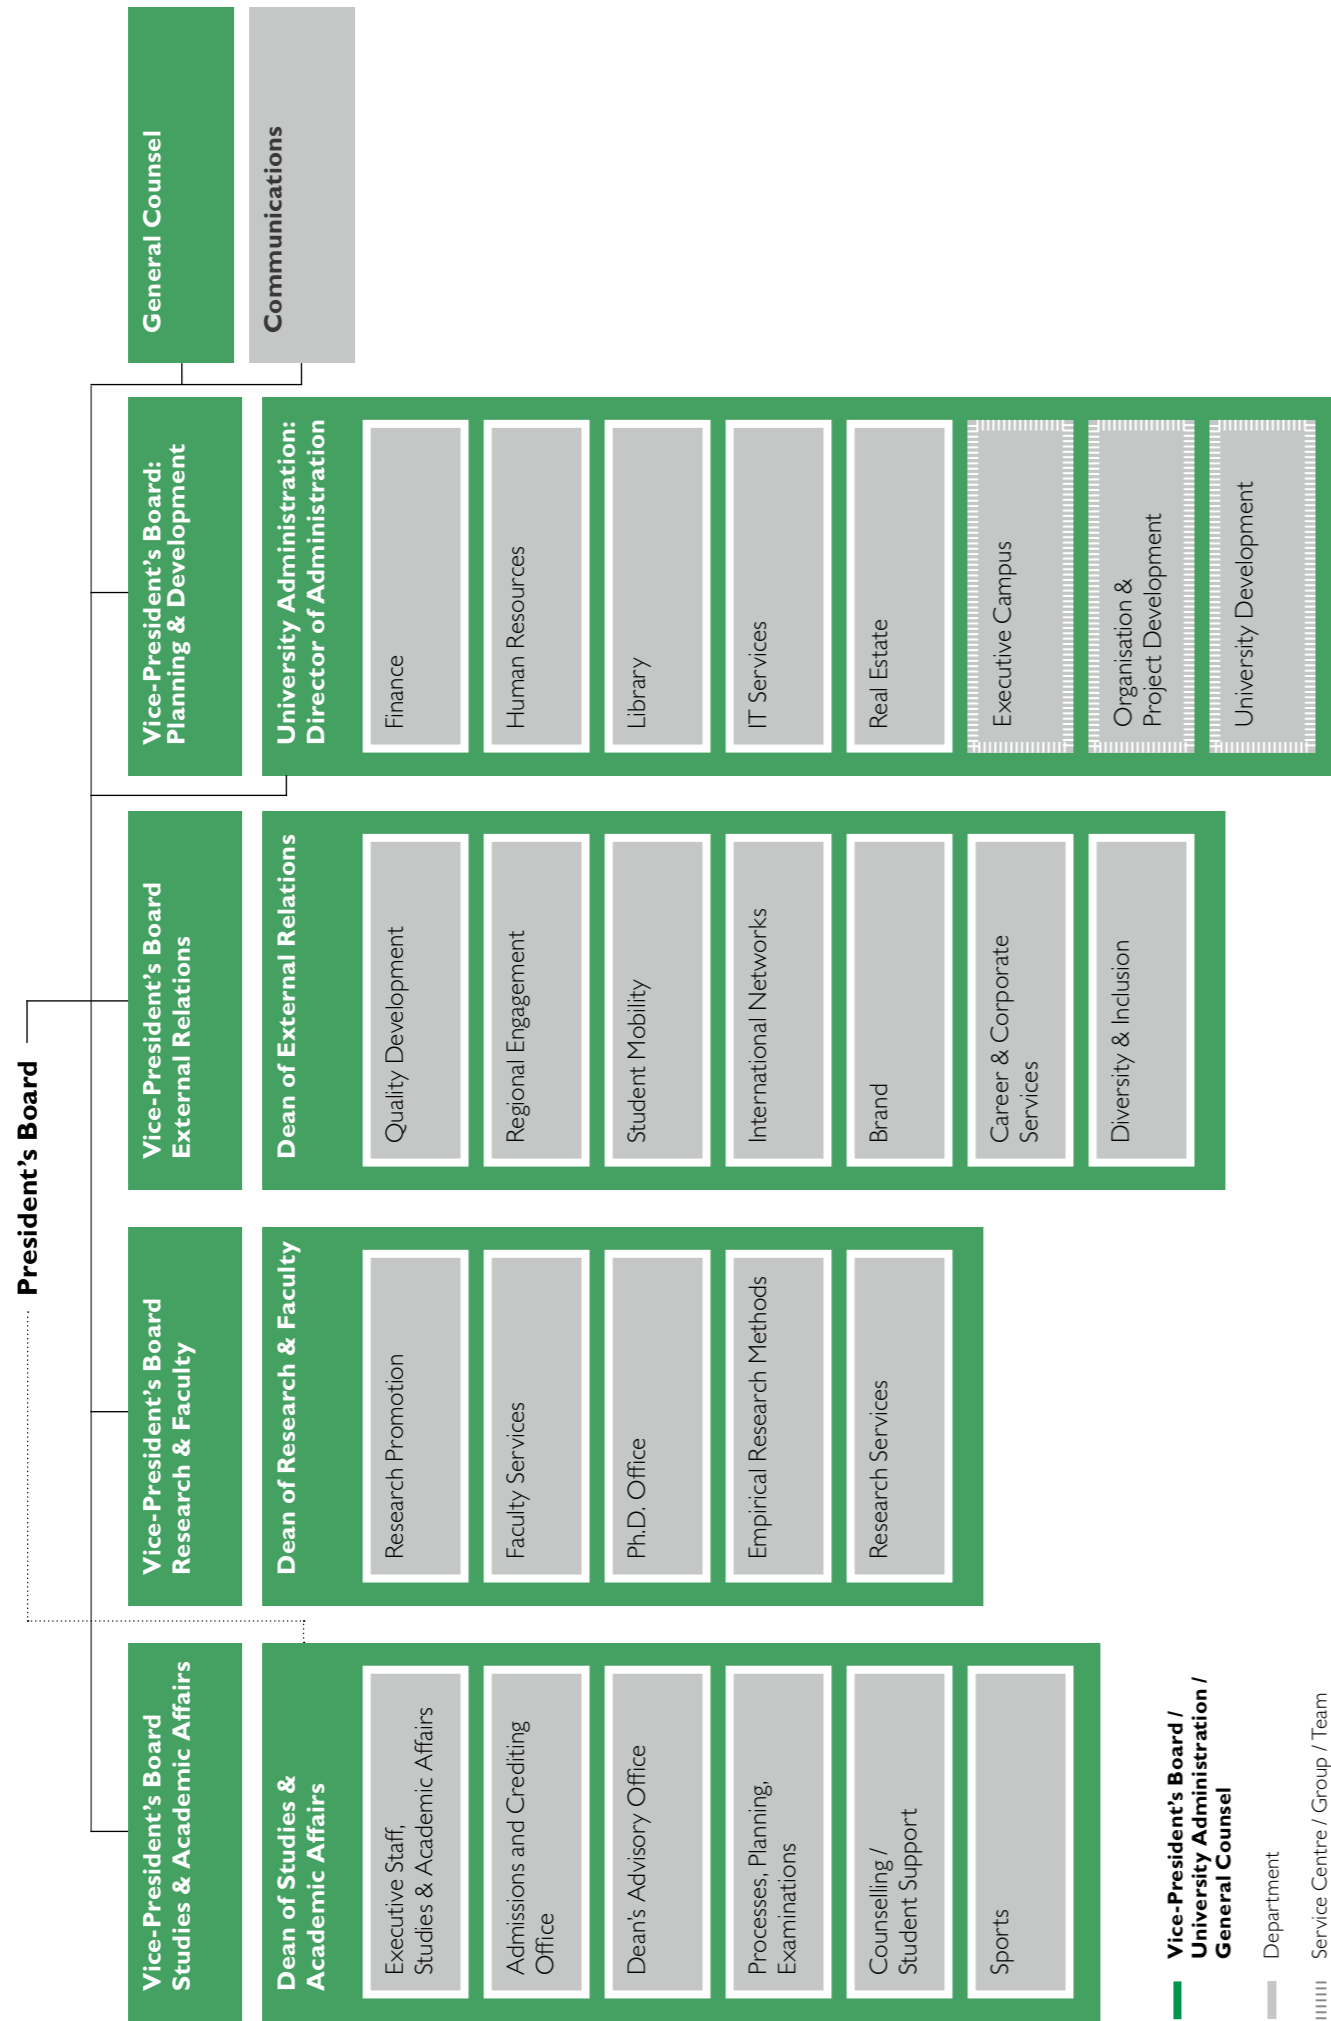 President's Board
Vice-President's Board
Studies & Academic Affairs
Dean of Studies &
Academic Affairs
Executive Staff,
Studies & Academic Affairs
Admissions and Crediting
Office
Dean's Advisory Office
Processes, Planning,
Examinations
Counselling /
Student Support
Sports
Vice-President's Board
Research & Faculty
Dean of Research & Faculty
Research Promotion
Faculty Services
Ph.D. Office
Empirical Research Methods
Research Services
Vice-President's Board
External Relations
Dean of External Relations
Quality Development
Regional Engagement
Student Mobility
International Networks
Brand
Career & Corporate
Services
Diversity & Inclusion
Vice-President's Board:
Planning & Development
University Administration:
Director of Administration
Finance
Human Resources
Library
IT Services
Real Estate
Executive Campus
Organisation &
Project Development
University Development
General Counsel
Communications
Vice-President's Board /
University Administration /
General Counsel
Department
Service Centre / Group / Team